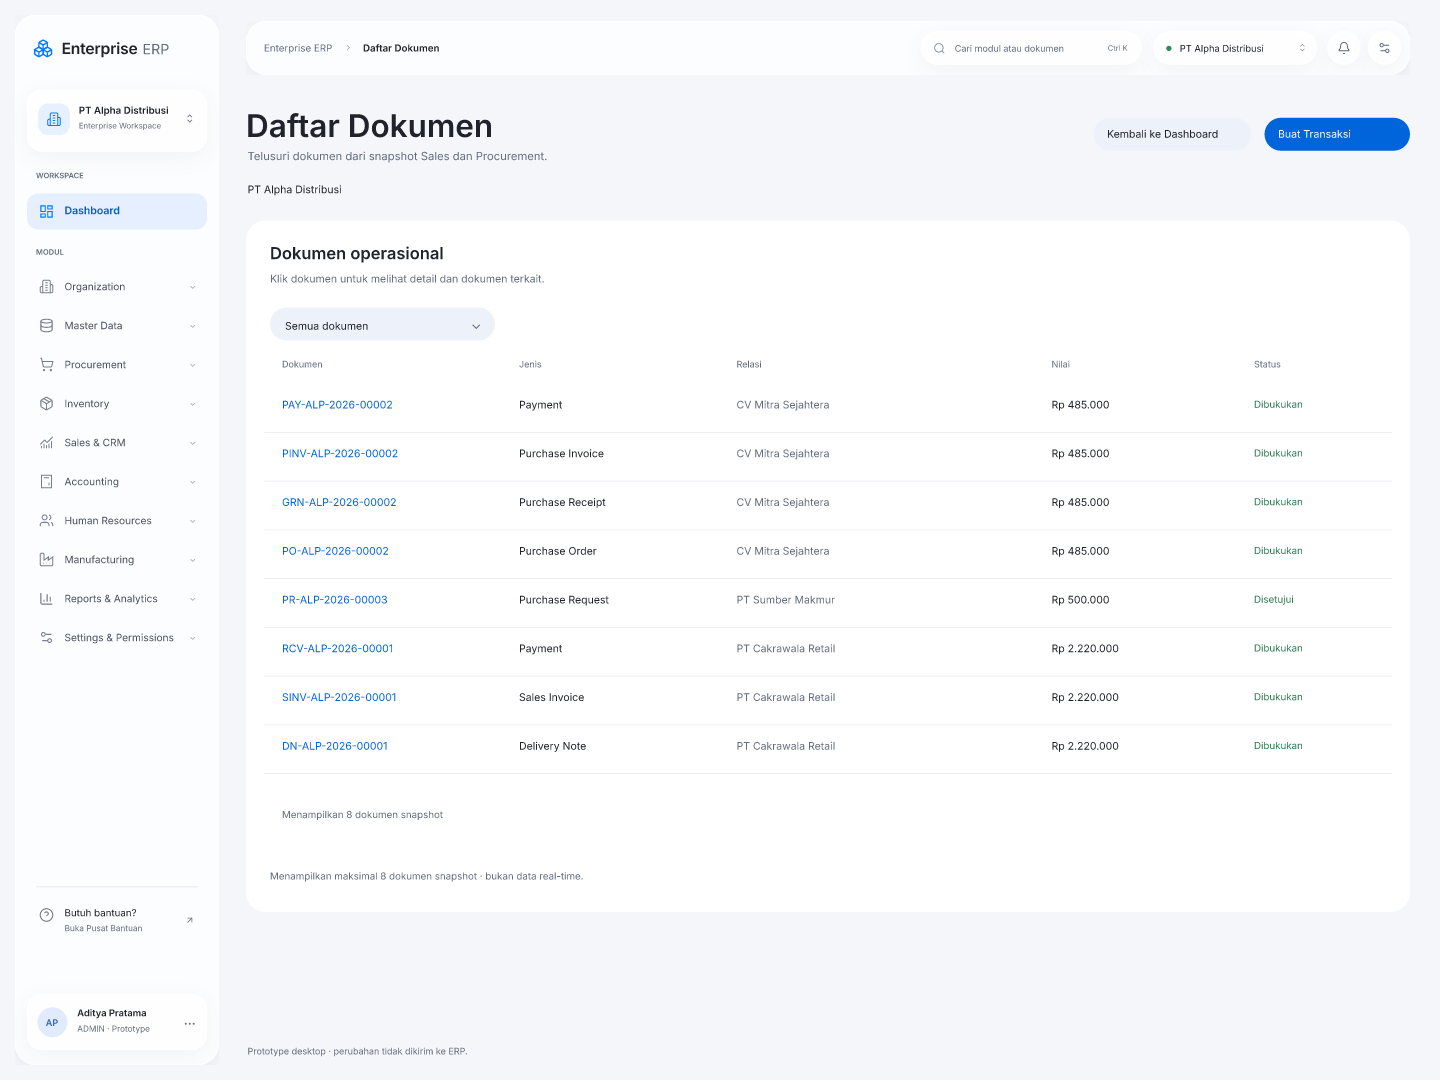 Enterprise ERP
PT Alpha Distribusi
Enterprise Workspace
WORKSPACE
Dashboard
MODUL
Organization
Master Data
Procurement
Inventory
Sales & CRM
Accounting
Human Resources
Manufacturing
Reports & Analytics
Settings & Permissions
Butuh bantuan?
Buka Pusat Bantuan
AP
Aditya Pratama
ADMIN · Prototype
Enterprise ERP > Daftar Dokumen
Cari modul atau dokumen Ctrl K
PT Alpha Distribusi
Daftar Dokumen
Telusuri dokumen dari snapshot Sales dan Procurement.
Kembali ke Dashboard
Buat Transaksi
PT Alpha Distribusi
Dokumen operasional
Klik dokumen untuk melihat detail dan dokumen terkait.
Semua dokumen
Dokumen Jenis Relasi Nilai Status
PAY-ALP-2026-00002 Payment CV Mitra Sejahtera Rp 485.000 Dibukukan
PINV-ALP-2026-00002 Purchase Invoice CV Mitra Sejahtera Rp 485.000 Dibukukan
GRN-ALP-2026-00002 Purchase Receipt CV Mitra Sejahtera Rp 485.000 Dibukukan
PO-ALP-2026-00002 Purchase Order CV Mitra Sejahtera Rp 485.000 Dibukukan
PR-ALP-2026-00003 Purchase Request PT Sumber Makmur Rp 500.000 Disetujui
RCV-ALP-2026-00001 Payment PT Cakrawala Retail Rp 2.220.000 Dibukukan
SINV-ALP-2026-00001 Sales Invoice PT Cakrawala Retail Rp 2.220.000 Dibukukan
DN-ALP-2026-00001 Delivery Note PT Cakrawala Retail Rp 2.220.000 Dibukukan
Menampilkan 8 dokumen snapshot
Menampilkan maksimal 8 dokumen snapshot · bukan data real-time.
Prototype desktop · perubahan tidak dikirim ke ERP.